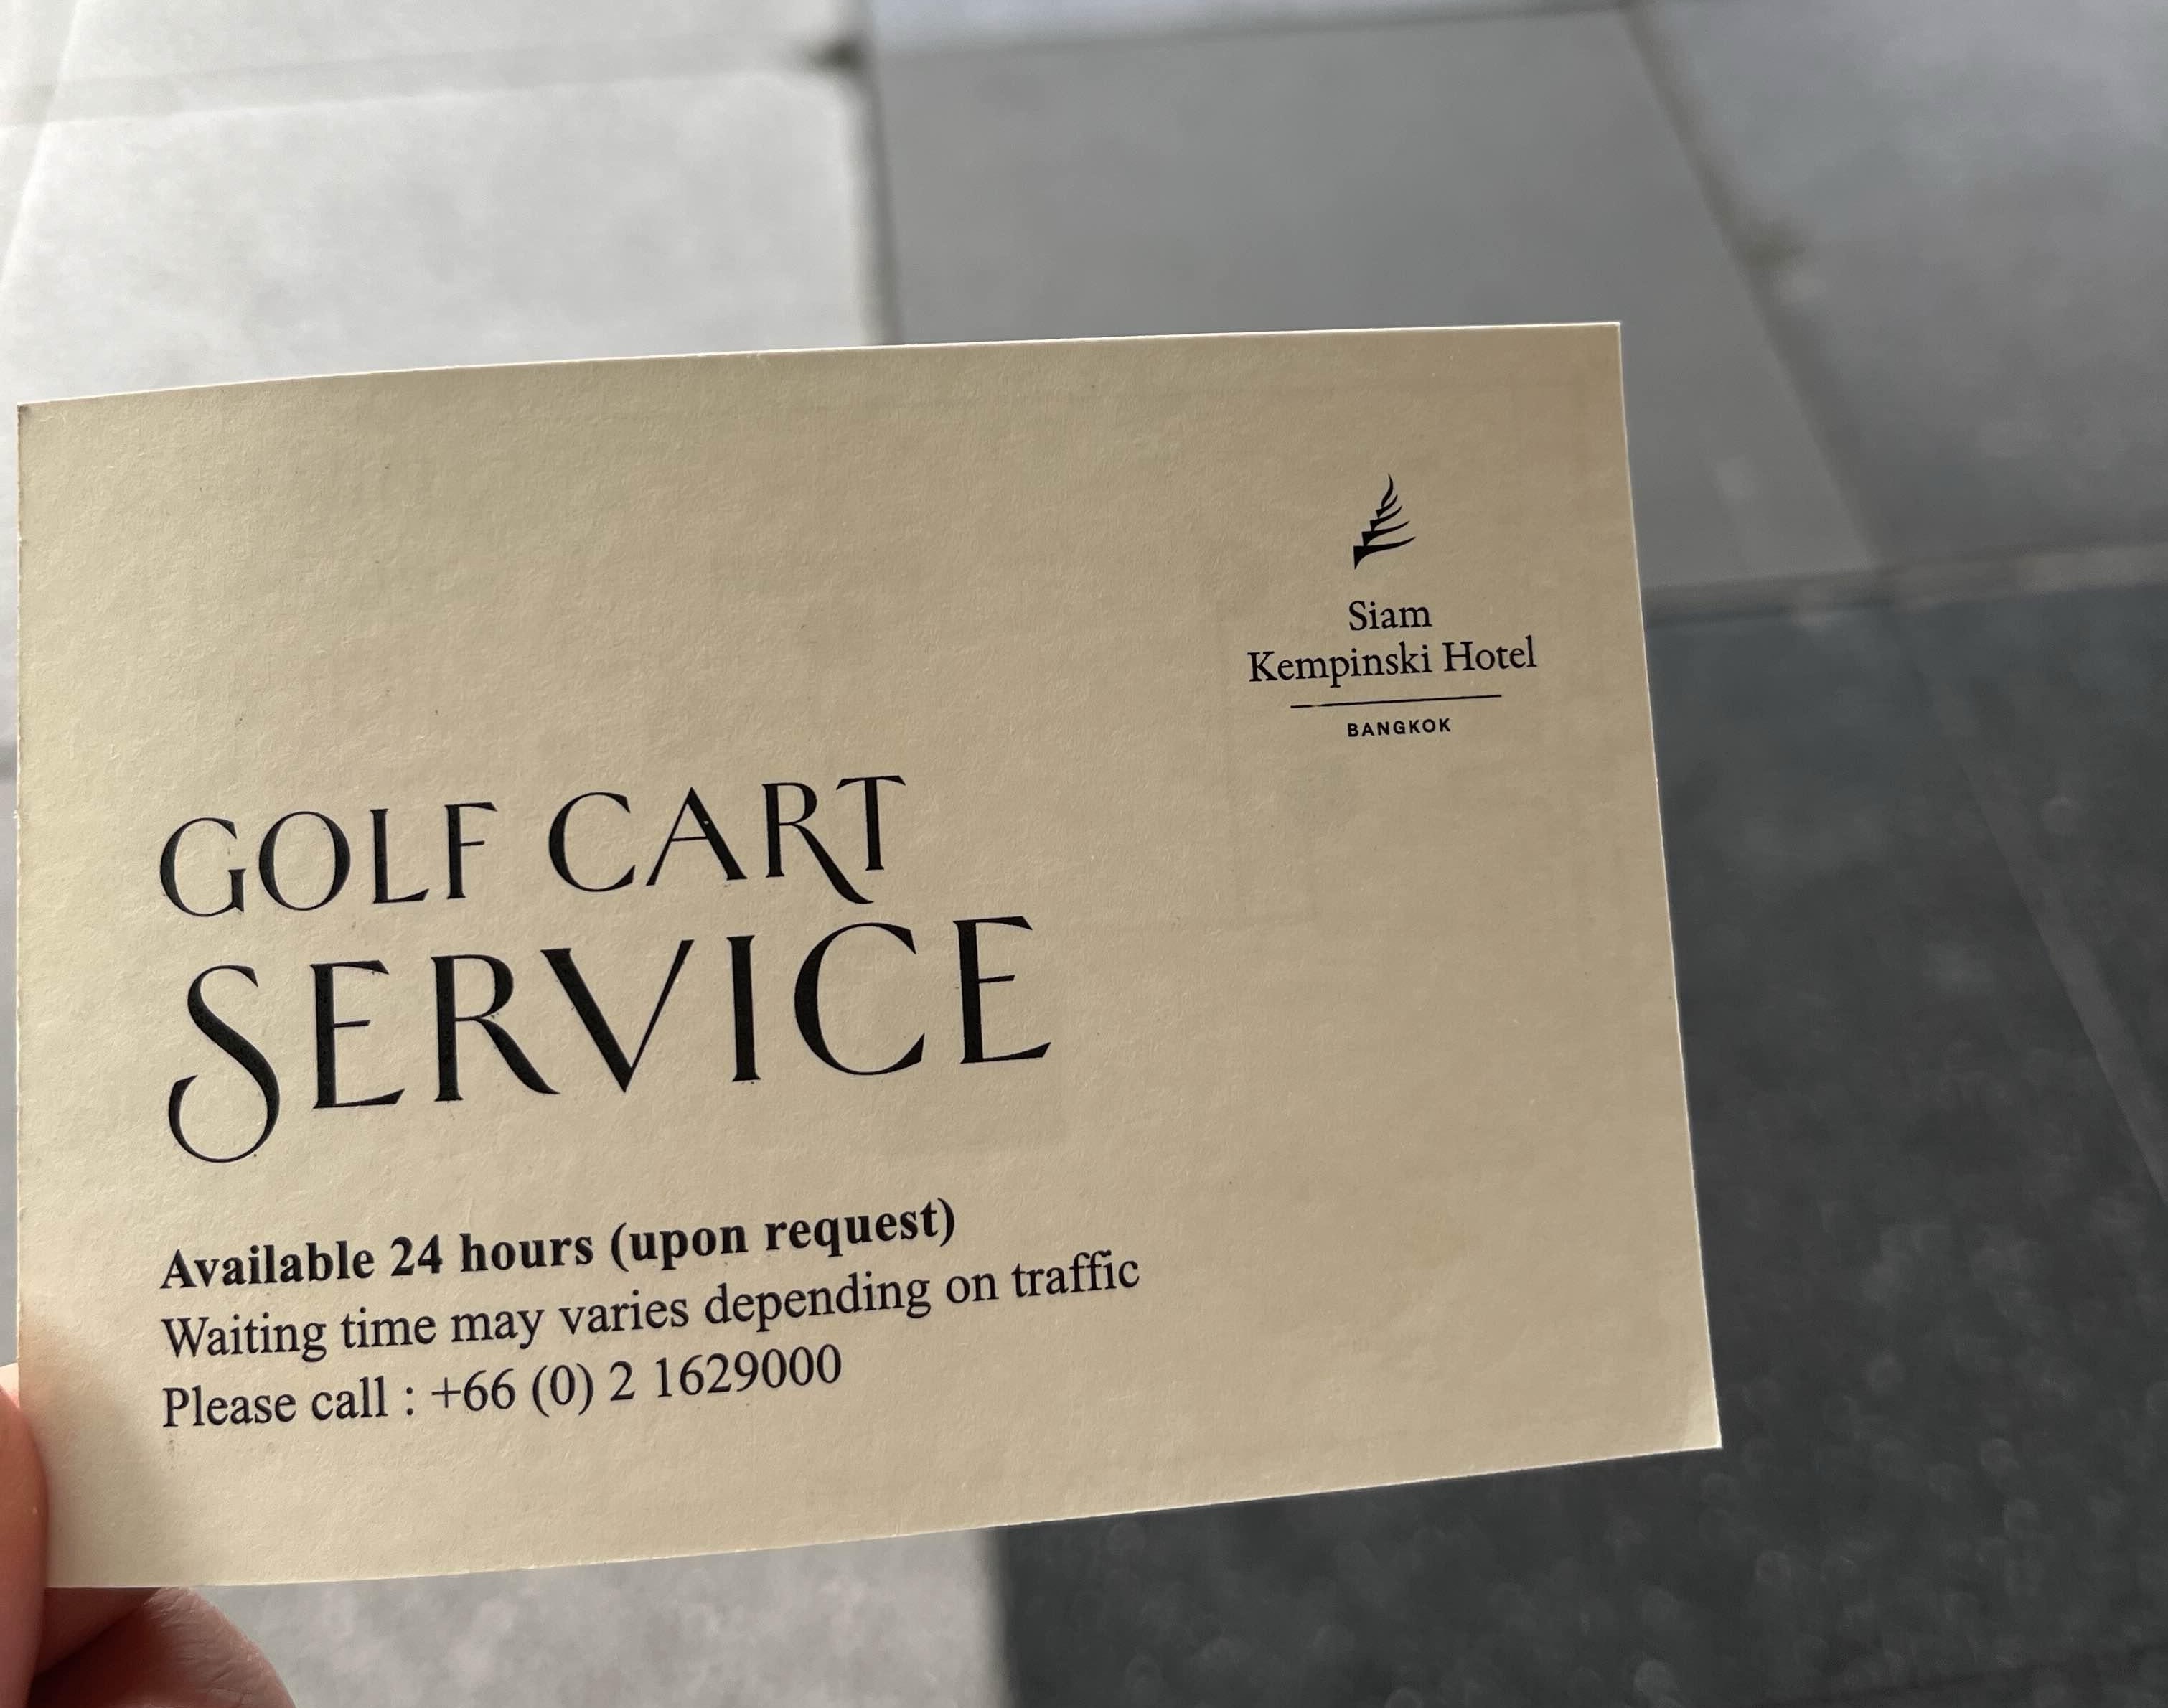 Siam
Kempinski Hotel
BANGKOK
GOLF CART
SERVICE
Available 24 hours (upon request)
Waiting time may varies depending on traffic
Please call : +66 (0) 2 1629000